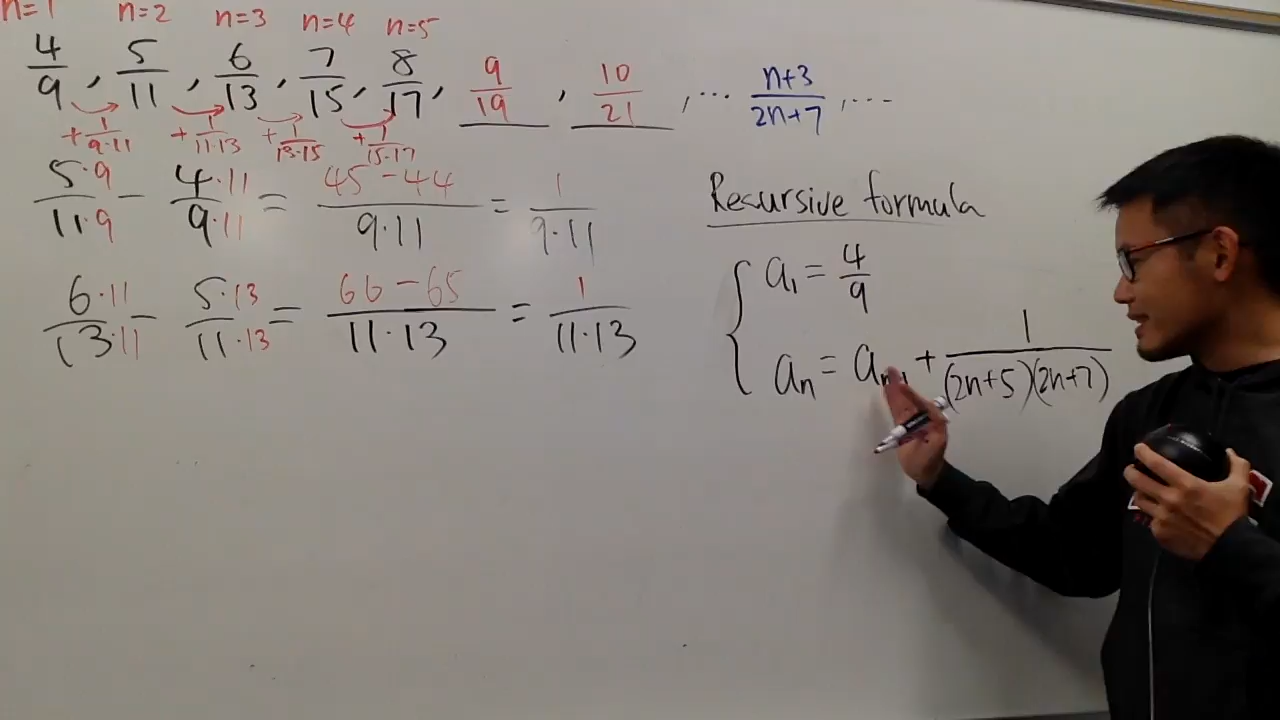 n=1 n=2 n=3 n=4 n=5
4/9, 5/11, 6/13, 7/15, 8/17, 9/19, 10/21, ... n+3/2n+7, ...
+1/9·11 +1/11·13 +1/13·15 +1/15·17
5·9/11·9 - 4·11/9·11 = 45-44/9·11 = 1/9·11
6·11/13·11 - 5·13/11·13 = 66-65/11·13 = 1/11·13
Recursive formula
{ a₁ = 4/9
aₙ = aₙ₋₁ + 1/(2n+5)(2n+7)